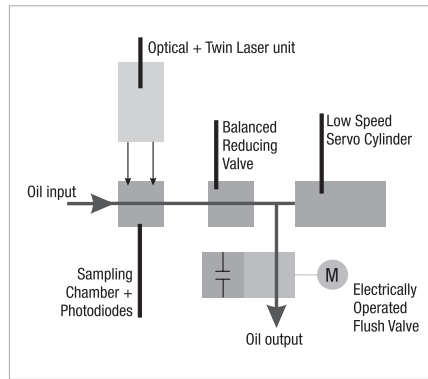 Optical + Twin Laser unit
Balanced
Reducing
Valve
Low Speed
Servo Cylinder
Oil input
Sampling
Chamber +
Photodiodes
M
Electrically
Operated
Flush Valve
Oil output